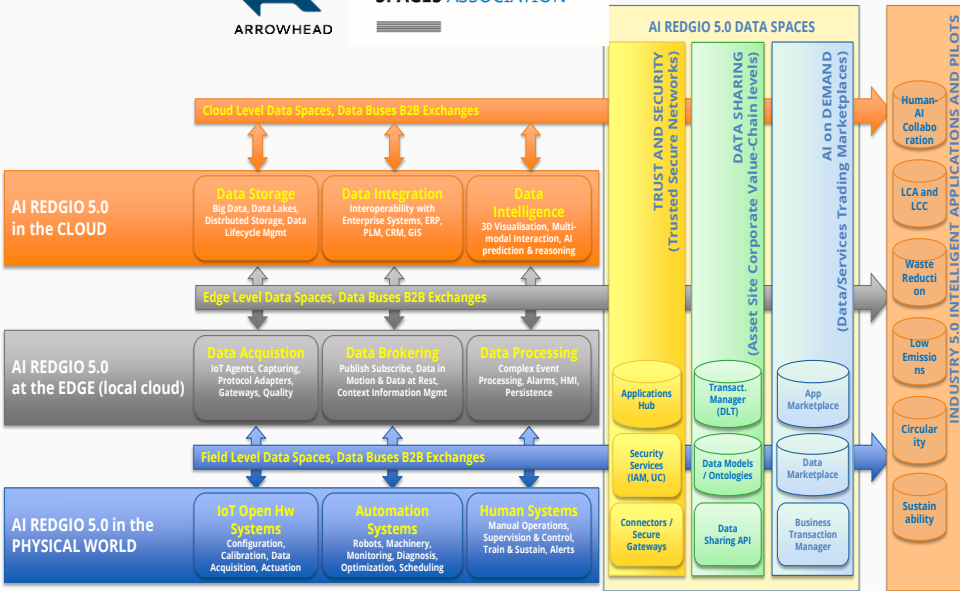 ARROWHEAD
SPACES ASSOCIATION
AI REDGIO 5.0 DATA SPACES
Cloud Level Data Spaces, Data Buses B2B Exchanges
AI REDGIO 5.0
in the CLOUD
Data Storage
Big Data, Data Lakes,
Distrbuted Storage, Data
Lifecycle Mgmt
Data Integration
Interoperability with
Enterprise Systems, ERP,
PLM, CRM, GIS
Data
Intelligence
3D Visualisation, Multi-
modal Interaction, AI
prediction & reasoning
Edge Level Data Spaces, Data Buses B2B Exchanges
AI REDGIO 5.0
at the EDGE (local cloud)
Data Acquistion
IoT Agents, Capturing,
Protocol Adapters,
Gateways, Quality
Data Brokering
Publish Subscribe, Data in
Motion & Data at Rest,
Context Information Mgmt
Data Processing
Complex Event
Processing, Alarms, HMI,
Persistence
Field Level Data Spaces, Data Buses B2B Exchanges
AI REDGIO 5.0 in the
PHYSICAL WORLD
IoT Open Hw
Systems
Configuration,
Calibration, Data
Acquisition, Actuation
Automation
Systems
Robots, Machinery,
Monitoring, Diagnosis,
Optimization, Scheduling
Human Systems
Manual Operations,
Supervision & Control,
Train & Sustain, Alerts
TRUST AND SECURITY
(Trusted Secure Networks)
Applications
Hub
Security
Services
(IAM, UC)
Connectors /
Secure
Gateways
DATA SHARING
(Asset Site Corporate Value-Chain levels)
Transact.
Manager
(DLT)
Data Models
/ Ontologies
Data
Sharing API
AI on DEMAND
(Data/Services Trading Marketplaces)
App
Marketplace
Data
Marketplace
Business
Transaction
Manager
Human-
AI
Collabo
ration
LCA and
LCC
Waste
Reducti
on
Low
Emissio
ns
Circular
ity
Sustain
ability
INDUSTRY 5.0 INTELLIGENT APPLICATIONS AND PILOTS